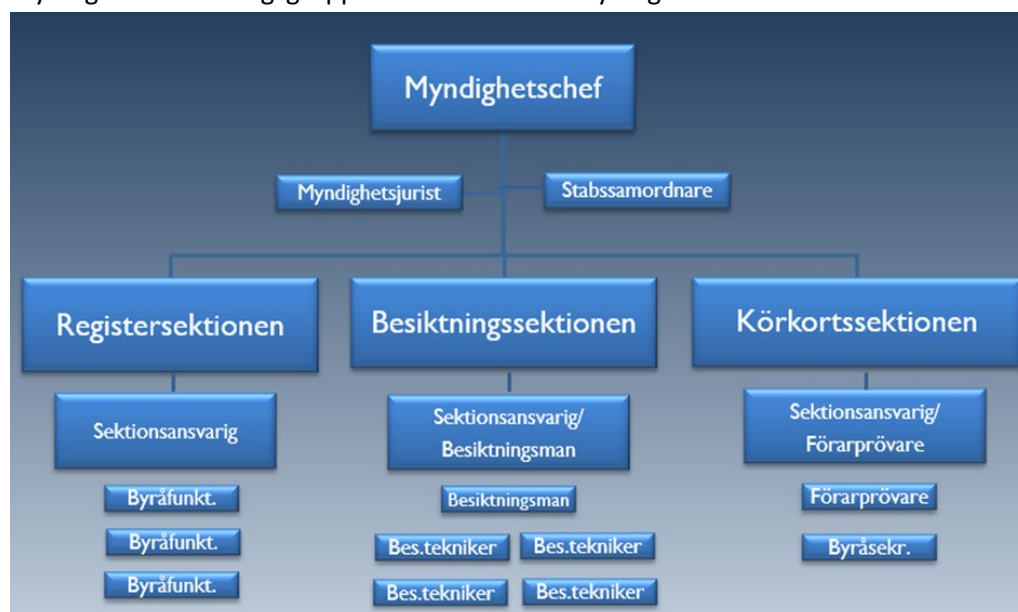 Myndighetschef
Myndighetsjurist
Stabssamordnare
Registersektionen
Besiktningssektionen
Körkortssektionen
Sektionsansvarig
Sektionsansvarig/
Besiktningsman
Sektionsansvarig/
Förarprövare
Byråfunkt.
Besiktningsman
Förarprövare
Byråfunkt.
Bes.tekniker
Bes.tekniker
Byråsekr.
Byråfunkt.
Bes.tekniker
Bes.tekniker